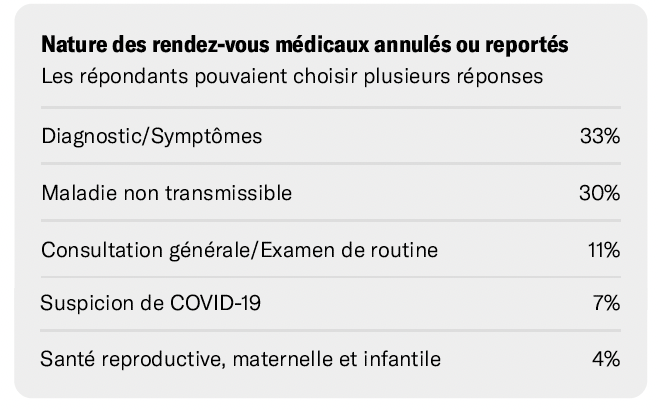 Nature des rendez-vous médicaux annulés ou reportés
Les répondants pouvaient choisir plusieurs réponses
Diagnostic/Symptômes 33%
Maladie non transmissible 30%
Consultation générale/Examen de routine 11%
Suspicion de COVID-19 7%
Santé reproductive, maternelle et infantile 4%